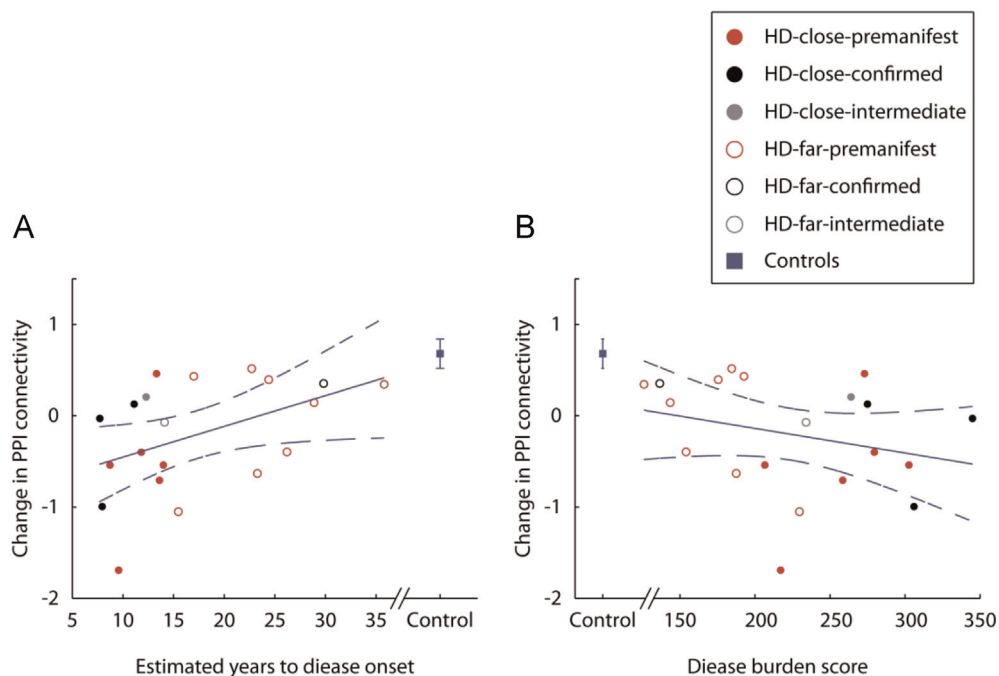 HD-close-premanifest
HD-close-confirmed
HD-close-intermediate
HD-far-premanifest
HD-far-confirmed
HD-far-intermediate
Controls
A
Change in PPI connectivity
1
0
-1
-2
5 10 15 20 25 30 35 Control
Estimated years to diease onset
B
Change in PPI connectivity
1
0
-1
-2
Control 150 200 250 300 350
Diease burden score